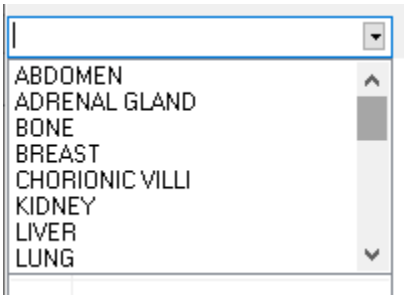 ABDOMEN
ADRENAL GLAND
BONE
BREAST
CHORIONIC VILLI
KIDNEY
LIVER
LUNG